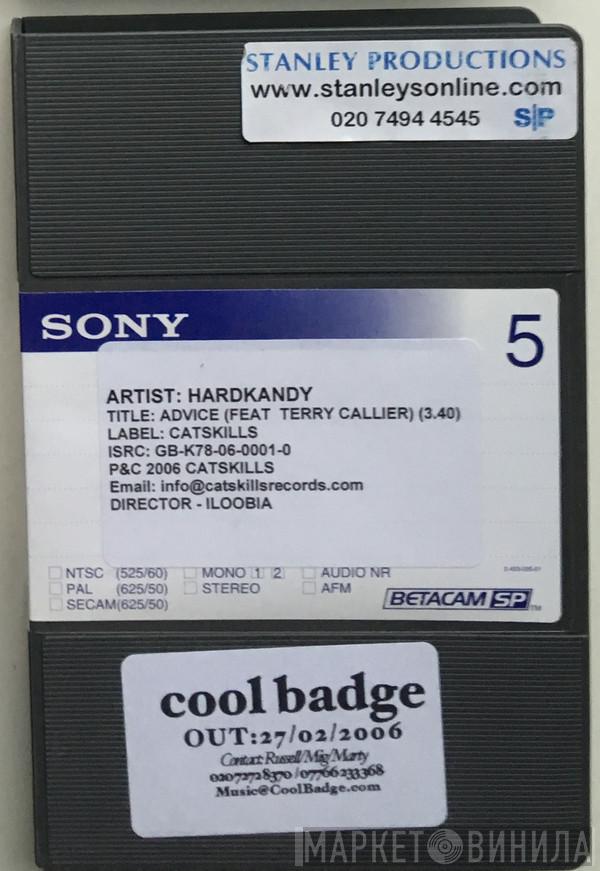 STANLEY PRODUCTIONS
www.stanleysonline.com
020 7494 4545 S|P
SONY 5
ARTIST: HARDKANDY
TITLE: ADVICE (FEAT TERRY CALLIER) (3.40)
LABEL: CATSKILLS
ISRC: GB-K78-06-0001-0
P&C 2006 CATSKILLS
Email: info@catskillsrecords.com
DIRECTOR - ILOOBIA
NTSC (525/60) MONO 1 2 AUDIO NR
PAL (625/50) STEREO AFM
SECAM(625/50)
BETACAM SP TM
cool badge
OUT:27/02/2006
Contact: Russell/Mig/Marty
02072728370 / 07766233368
Music@CoolBadge.com
МАРКЕТ ВИНИЛА